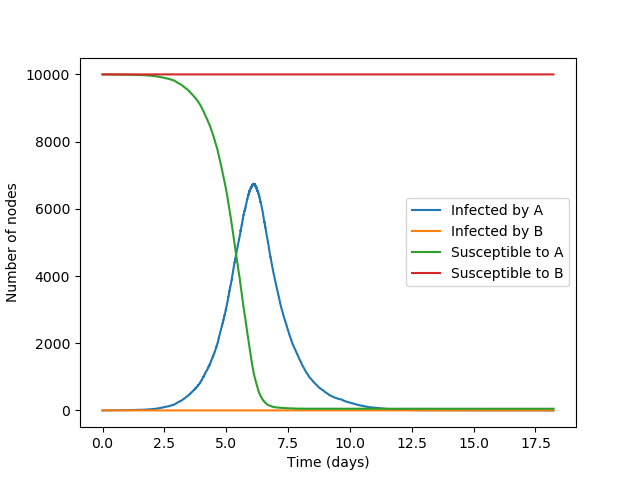 10000
8000
6000
4000
2000
0
Number of nodes
Infected by A
Infected by B
Susceptible to A
Susceptible to B
0.0 2.5 5.0 7.5 10.0 12.5 15.0 17.5
Time (days)